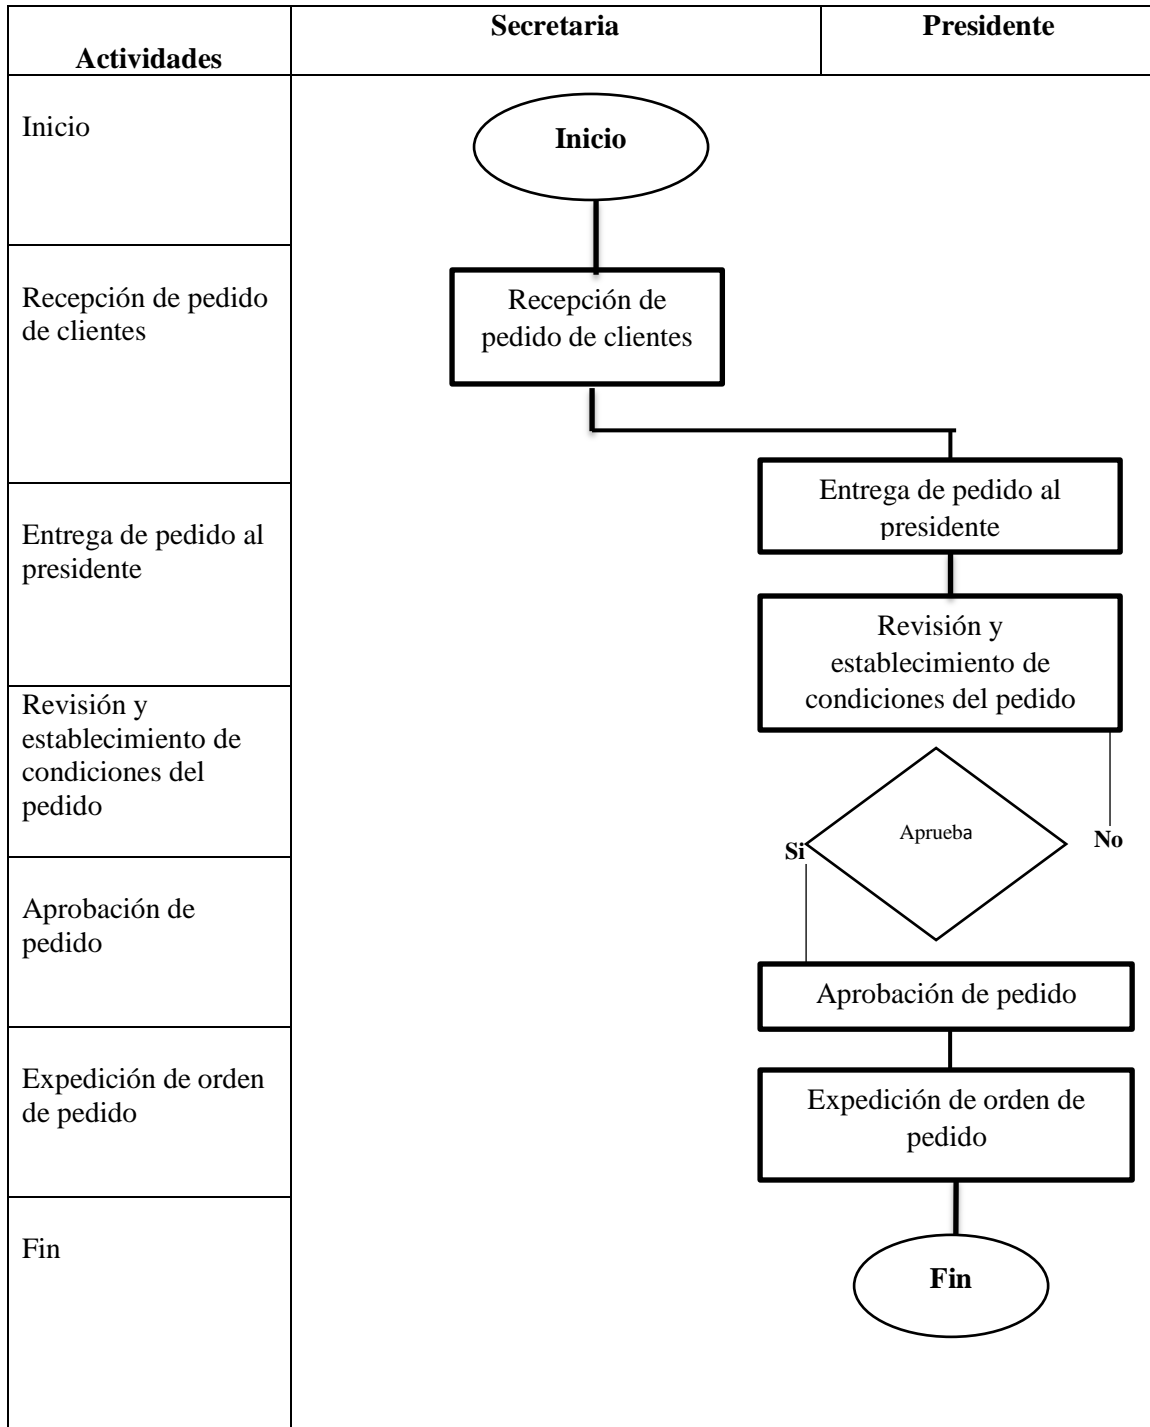 Actividades
Secretaria
Presidente
Inicio
Inicio
Recepción de pedido
de clientes
Recepción de
pedido de clientes
Entrega de pedido al
presidente
Entrega de pedido al
presidente
Revisión y
establecimiento de
condiciones del
pedido
Revisión y
establecimiento de
condiciones del pedido
Aprueba
Si
No
Aprobación de
pedido
Aprobación de pedido
Expedición de orden
de pedido
Expedición de orden de
pedido
Fin
Fin